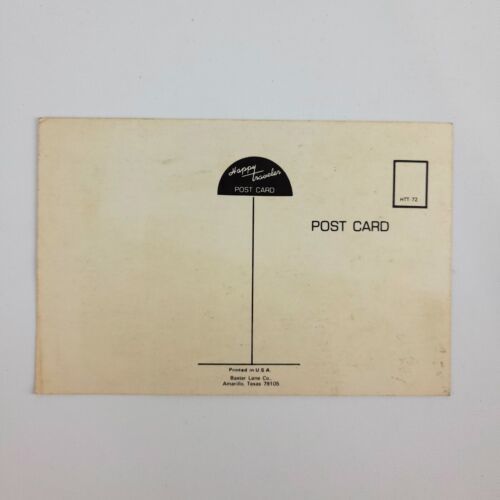 Happy
Traveler
POST CARD
HTT 72
POST CARD
Printed in U.S.A.
Baxter Lane Co.,
Amarillo, Texas 79105